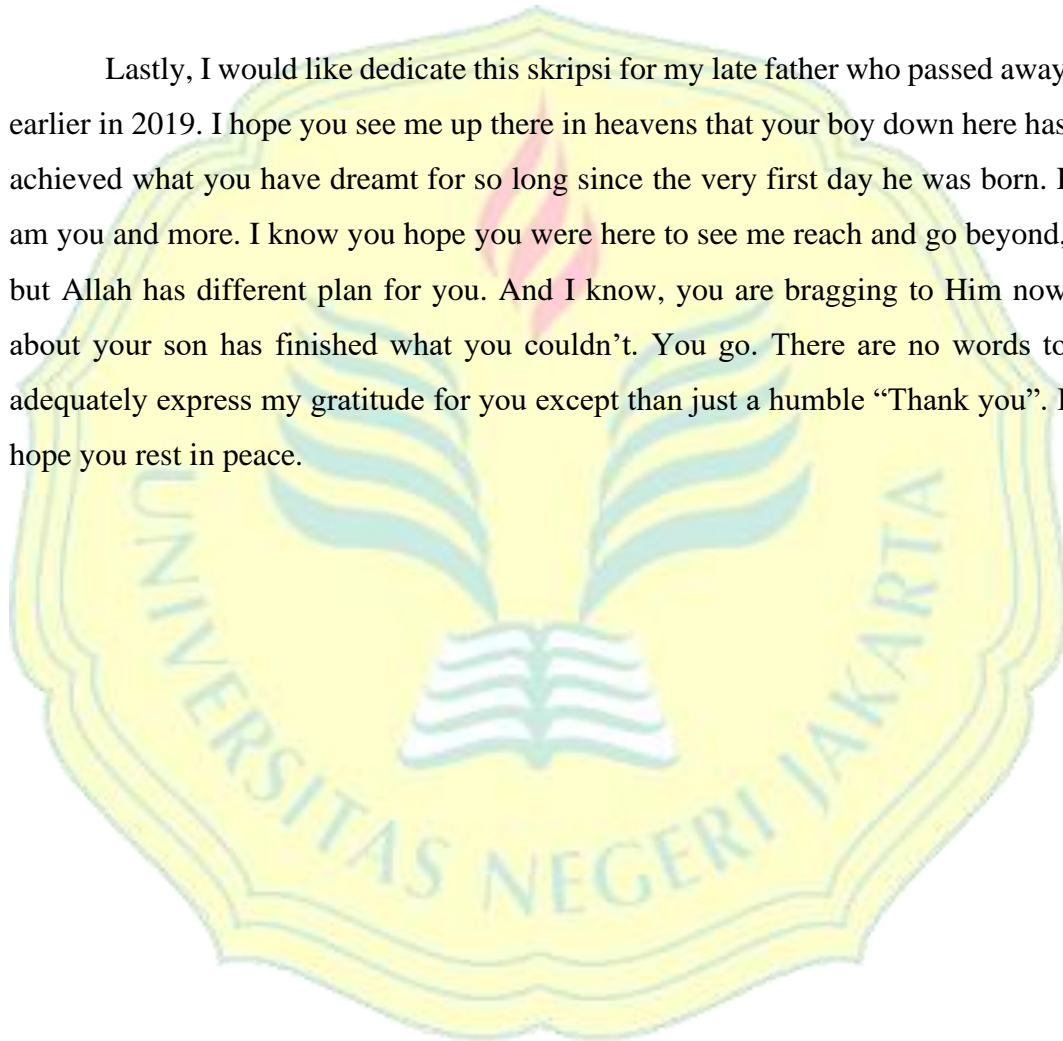 Lastly, I would like dedicate this skripsi for my late father who passed away
earlier in 2019. I hope you see me up there in heavens that your boy down here has
achieved what you have dreamt for so long since the very first day he was born. I
am you and more. I know you hope you were here to see me reach and go beyond,
but Allah has different plan for you. And I know, you are bragging to Him now
about your son has finished what you couldn’t. You go. There are no words to
adequately express my gratitude for you except than just a humble “Thank you”. I
hope you rest in peace.
UNIVERSITAS NEGERI JAKARTA